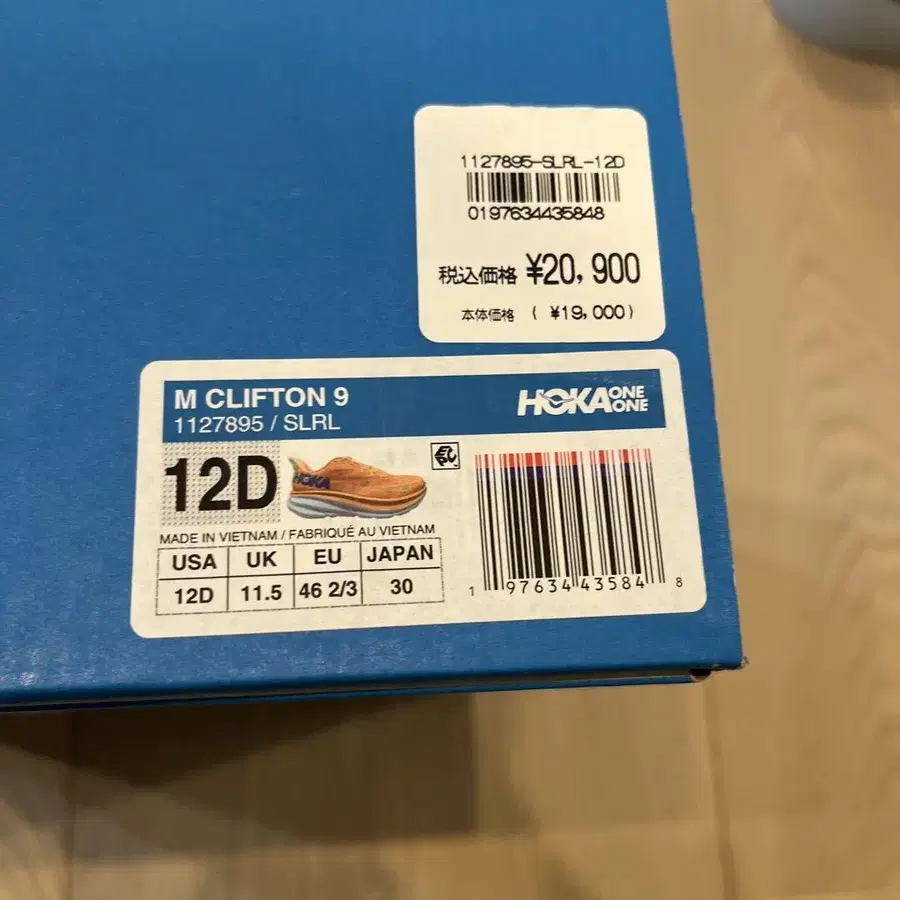 1127895-SLRL-12D
0197634435848
税込価格 ¥20,900
本体価格 ( ¥19,000)
M CLIFTON 9
1127895 / SLRL
HOKA ONE ONE
12D
HOKA
MADE IN VIETNAM / FABRIQUÉ AU VIETNAM
USA UK EU JAPAN
12D 11.5 46 2/3 30
1 97634 43584 8